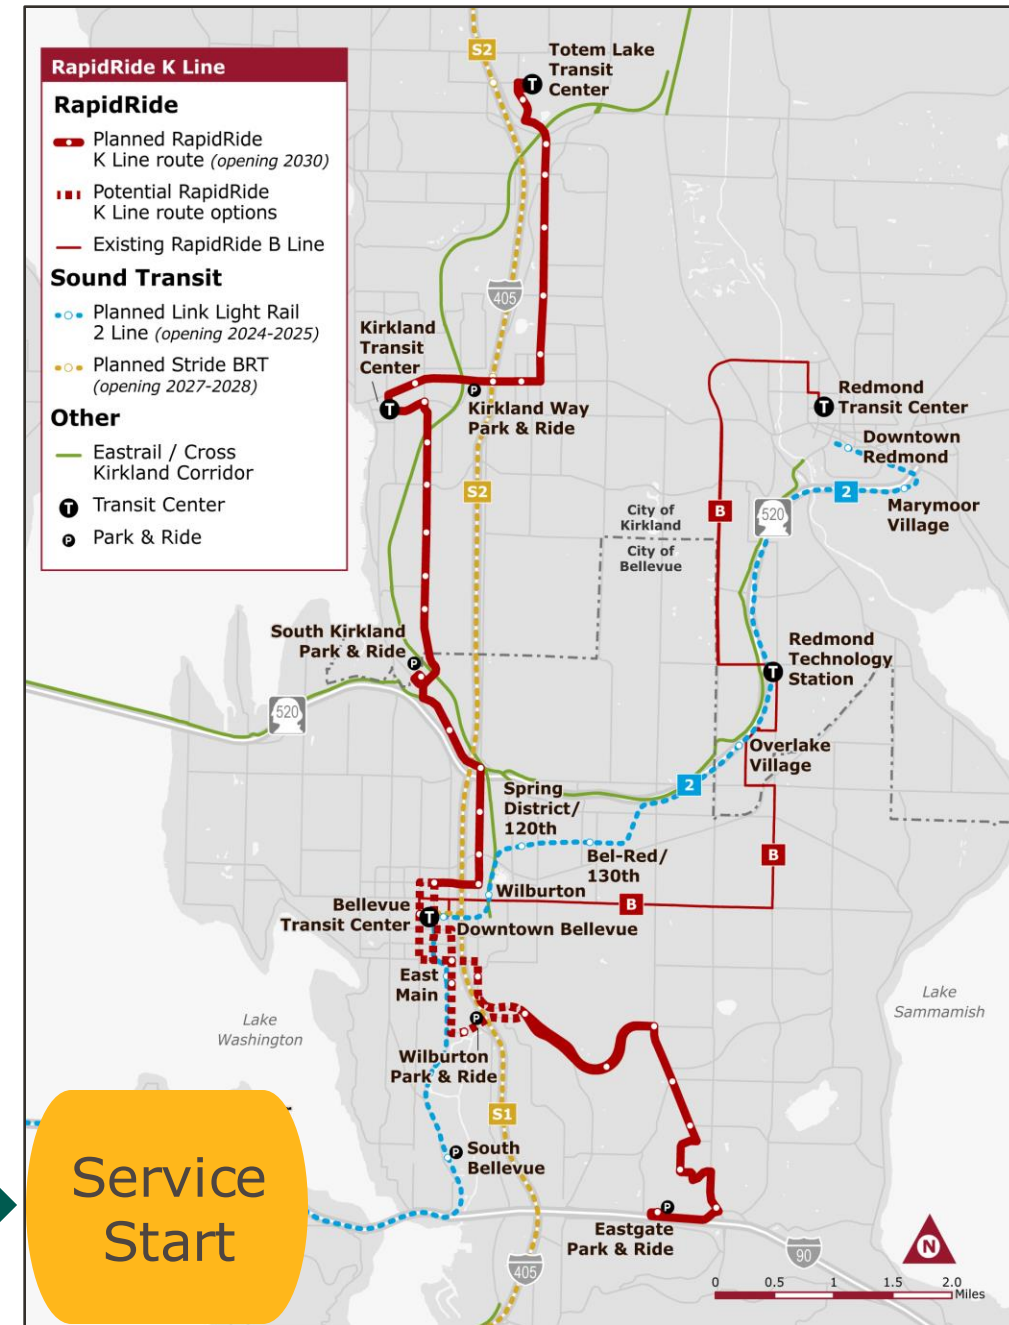 RapidRide K Line
RapidRide
Planned RapidRide
K Line route (opening 2030)
Potential RapidRide
K Line route options
Existing RapidRide B Line
Sound Transit
Planned Link Light Rail
2 Line (opening 2024-2025)
Planned Stride BRT
(opening 2027-2028)
Other
Eastrail / Cross
Kirkland Corridor
T Transit Center
P Park & Ride
S2
Totem Lake
Transit
Center
T
405
Kirkland
Transit
Center
T
P
Kirkland Way
Park & Ride
Redmond
Transit Center
T
Downtown
Redmond
S2
B
City of
Kirkland
520
2
Marymoor
Village
City of
Bellevue
South Kirkland
Park & Ride
P
Redmond
Technology
Station
T
520
Overlake
Village
2
Spring
District/
120th
Bel-Red/
130th
B
Wilburton
B
Bellevue
Transit Center
T
Downtown Bellevue
East
Main
Lake
Washington
P
Lake
Sammamish
Wilburton
Park & Ride
S1
P
South
Bellevue
Service
Start
P
Eastgate
Park & Ride
90
405
N
0 0.5 1 1.5 2.0
Miles